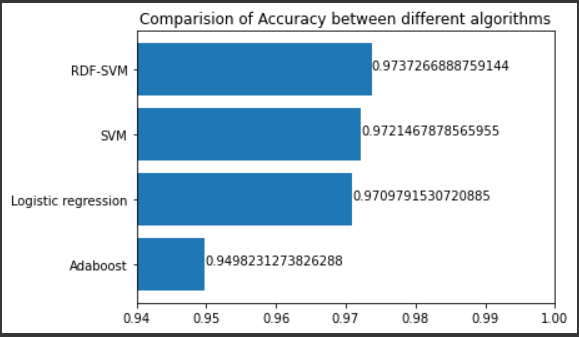 Comparision of Accuracy between different algorithms
RDF-SVM 0.9737266888759144
SVM 0.9721467878565955
Logistic regression 0.9709791530720885
Adaboost 0.9498231273826288
0.94 0.95 0.96 0.97 0.98 0.99 1.00